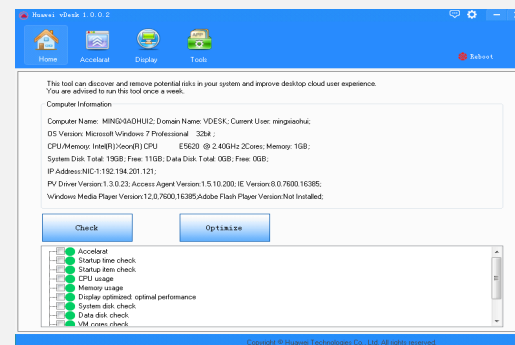 Huawei vDesk 1.0.0.2
Home
Accelarat
Display
Tools
Reboot
This tool can discover and remove potential risks in your system and improve desktop cloud user experience.
You are advised to run this tool once a week.
Computer Information
Computer Name: MINGXIAOHUI2; Domain Name: VDESK; Current User: mingxiaohui;
OS Version: Microsoft Windows 7 Professional 32bit ;
CPU/Memory: Intel(R)Xeon(R) CPU E5620 @ 2.40GHz 2Cores; Memory: 1GB;
System Disk Total: 19GB; Free: 11GB; Data Disk Total: 0GB; Free: 0GB;
IP Address:NIC-1:192.194.201.121;
PV Driver Version:1.3.0.23; Access Agent Version:1.5.10.200; IE Version:8.0.7600.16385;
Windows Media Player Version:12,0,7600,16385;Adobe Flash Player Version:Not Installed;
Check
Optimize
Accelarat
Startup time check
Startup item check
CPU usage
Memory usage
Display optimized: optimal performance
System disk check
Data disk check
VM cores check
Copyright © Huawei Technologies Co., Ltd. All rights reserved.